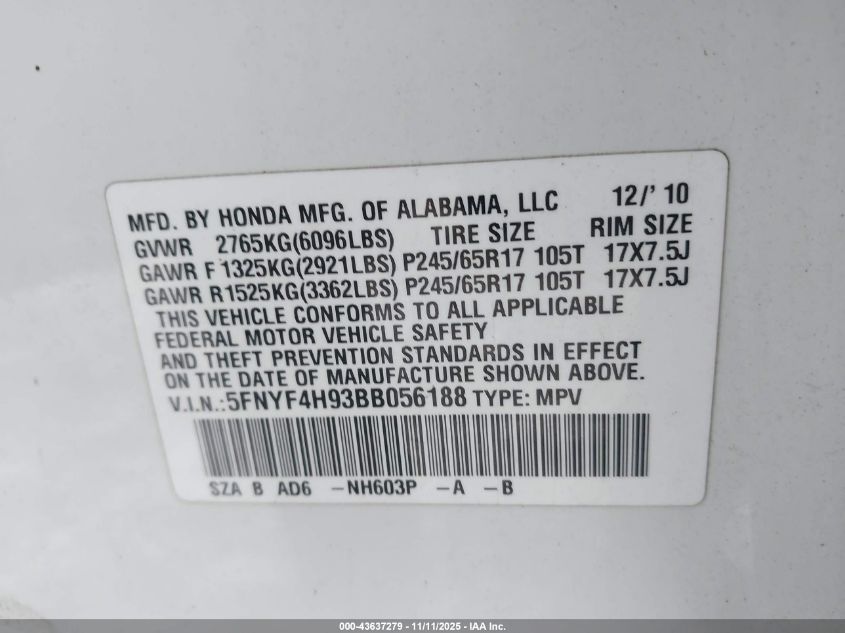 MFD. BY HONDA MFG. OF ALABAMA, LLC 12/' 10
GVWR 2765KG(6096LBS) TIRE SIZE RIM SIZE
GAWR F1325KG(2921LBS) P245/65R17 105T 17X7.5J
GAWR R1525KG(3362LBS) P245/65R17 105T 17X7.5J
THIS VEHICLE CONFORMS TO ALL APPLICABLE
FEDERAL MOTOR VEHICLE SAFETY
AND THEFT PREVENTION STANDARDS IN EFFECT
ON THE DATE OF MANUFACTURE SHOWN ABOVE.
V.I.N.:5FNYF4H93BB056188 TYPE: MPV
SZA B AD6 -NH603P -A -B
000-43637279 - 11/11/2025 - IAA Inc.